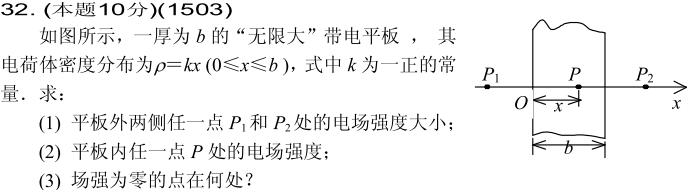 32. (本题10分)(1503)
如图所示，一厚为 b 的“无限大”带电平板 ， 其
电荷体密度分布为ρ＝kx (0≤x≤b )，式中 k 为一正的常
量．求：
(1) 平板外两侧任一点 P₁和 P₂处的电场强度大小；
(2) 平板内任一点 P 处的电场强度；
(3) 场强为零的点在何处？
P₁ P P₂
O x x
b